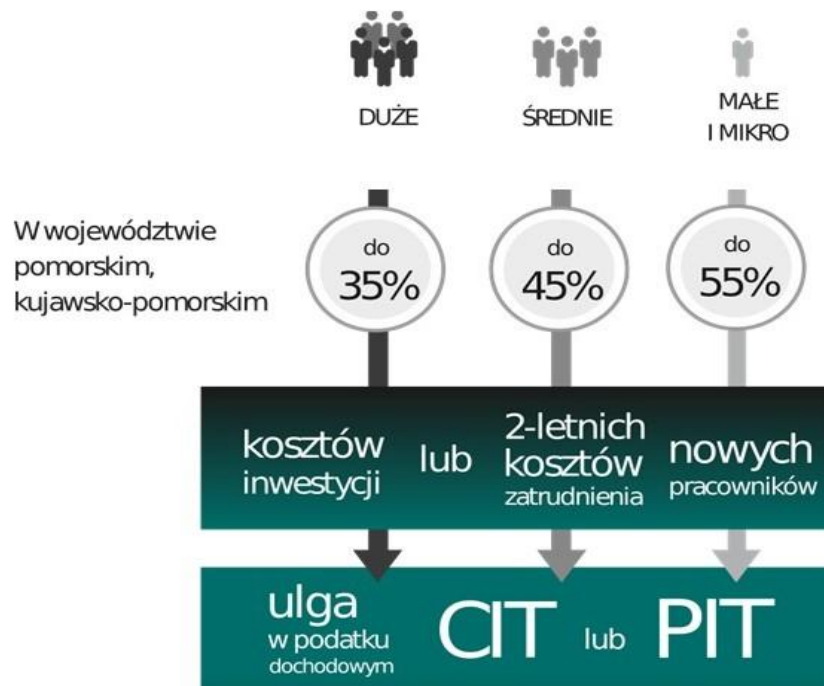 DUŻE
ŚREDNIE
MAŁE
I MIKRO
W województwie
pomorskim,
kujawsko-pomorskim
do
35%
do
45%
do
55%
kosztów
inwestycji
lub
2-letnich
kosztów
zatrudnienia
nowych
pracowników
ulga
w podatku
dochodowym
CIT
lub
PIT